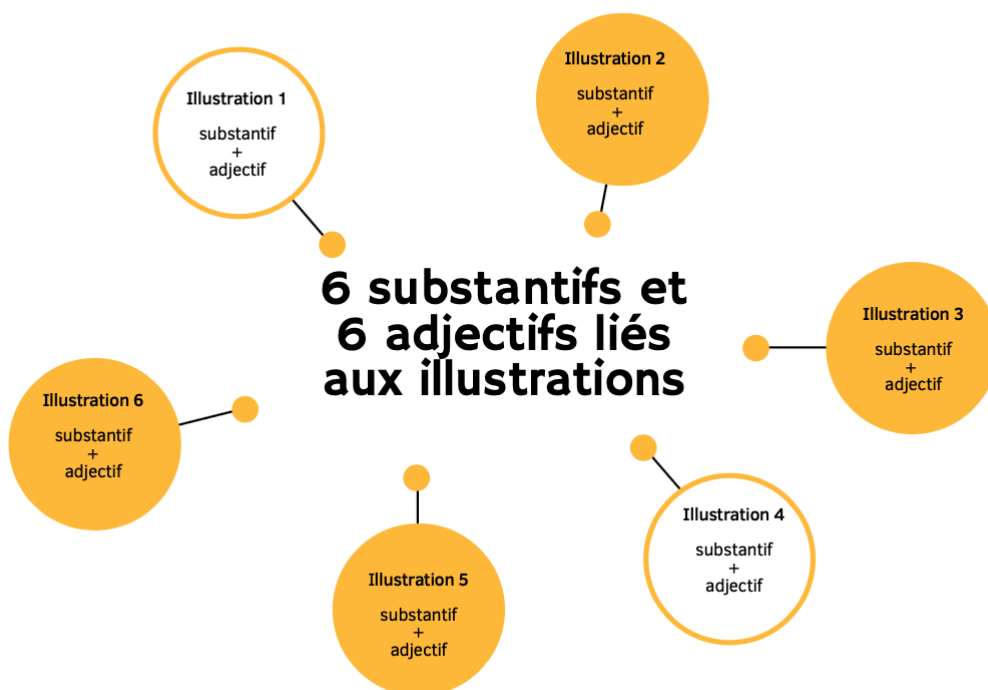 Illustration 1
substantif
+
adjectif
Illustration 2
substantif
+
adjectif
6 substantifs et
6 adjectifs liés
aux illustrations
Illustration 3
substantif
+
adjectif
Illustration 4
substantif
+
adjectif
Illustration 5
substantif
+
adjectif
Illustration 6
substantif
+
adjectif